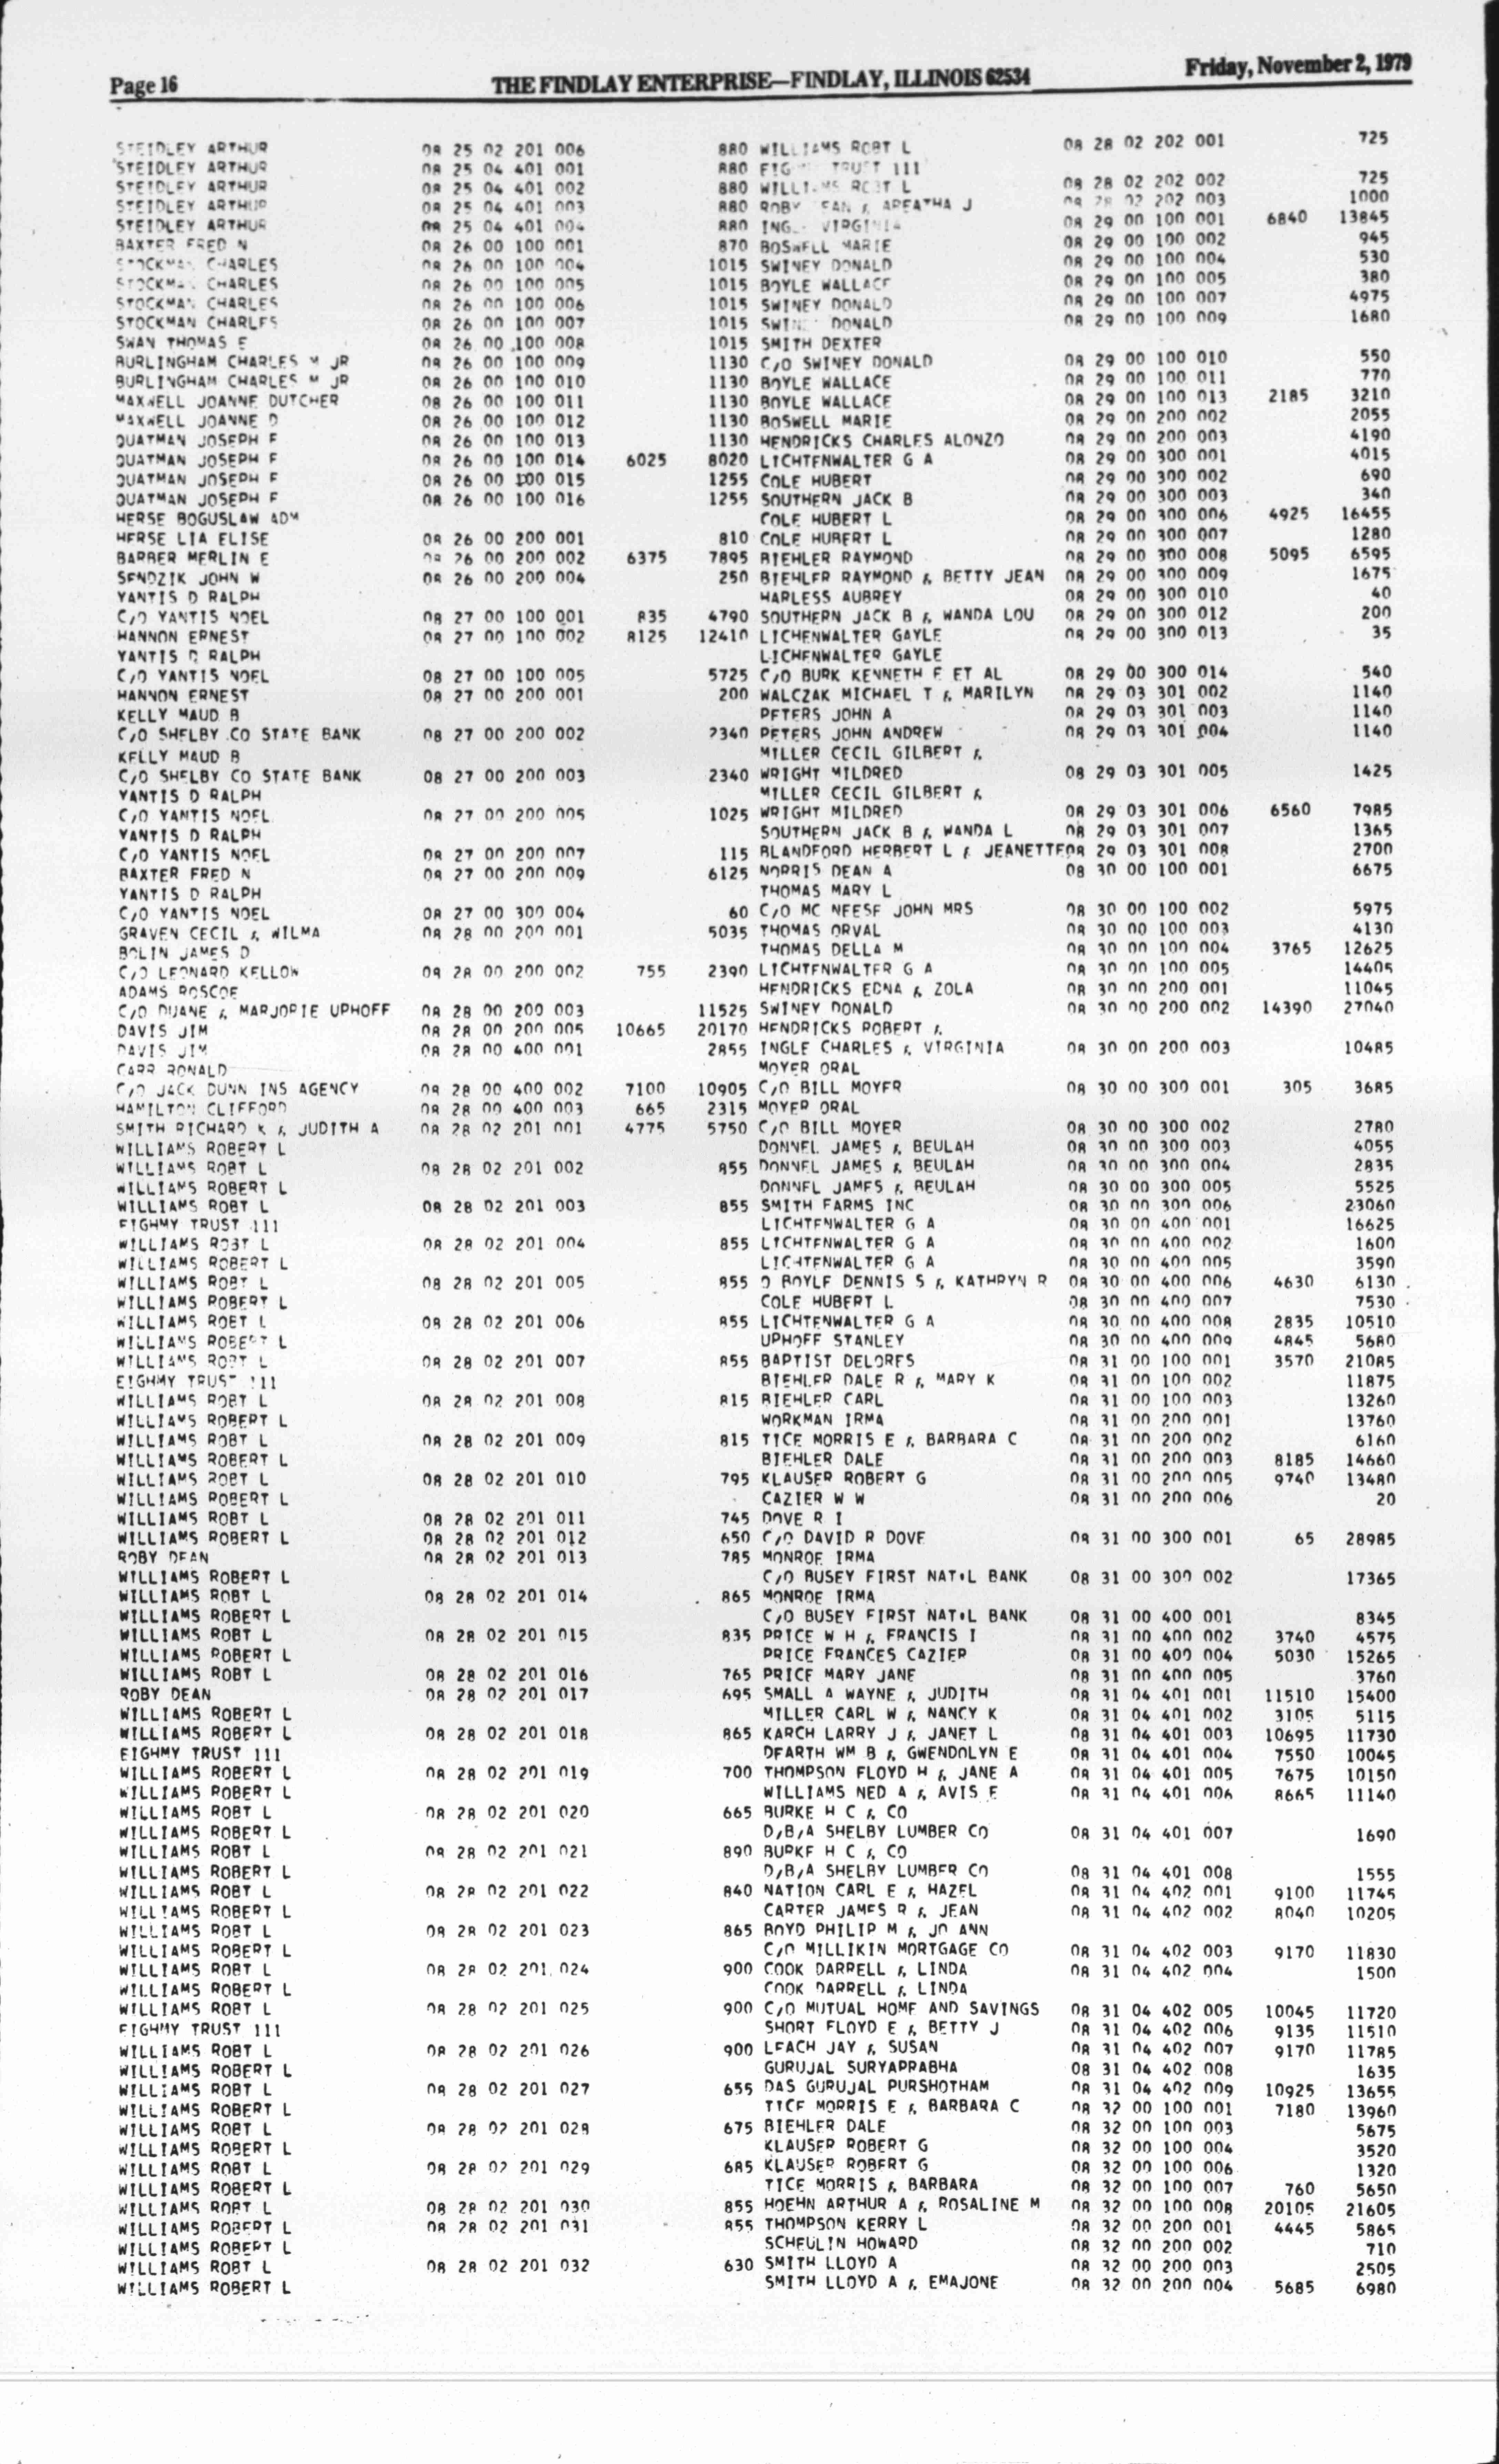 Page 16
THE FINDLAY ENTERPRISE—FINDLAY, ILLINOIS 62534
Friday, November 2, 1979
STEIDLEY ARTHUR 08 25 02 201 006 880
STEIDLEY ARTHUR 08 25 04 401 001 880
STEIDLEY ARTHUR 08 25 04 401 002 880
STEIDLEY ARTHUR 08 25 04 401 003 880
STEIDLEY ARTHUR 08 25 04 401 004 880
BAXTER FRED N 08 26 00 100 001 870
STOCKMAN CHARLES 08 26 00 100 004 1015
STOCKMAN CHARLES 08 26 00 100 005 1015
STOCKMAN CHARLES 08 26 00 100 006 1015
STOCKMAN CHARLES 08 26 00 100 007 1015
SWAN THOMAS E 08 26 00 100 008 1015
BURLINGHAM CHARLES M JR 08 26 00 100 009 1130
BURLINGHAM CHARLES M JR 08 26 00 100 010 1130
MAXWELL JOANNE DUTCHER 08 26 00 100 011 1130
MAXWELL JOANNE D 08 26 00 100 012 1130
QUATMAN JOSEPH F 08 26 00 100 013 1130
QUATMAN JOSEPH F 08 26 00 100 014 6025 8020
QUATMAN JOSEPH F 08 26 00 100 015 1255
QUATMAN JOSEPH F 08 26 00 100 016 1255
HERSE BOGUSLAW ADM
HERSE LIA ELISE 08 26 00 200 001 810
BARBER MERLIN E 08 26 00 200 002 6375 7895
SENDZIK JOHN W 08 26 00 200 004 250
YANTIS D RALPH
C/O YANTIS NOEL 08 27 00 100 001 835 4790
HANNON ERNEST 08 27 00 100 002 8125 12410
YANTIS D RALPH
C/O YANTIS NOEL 08 27 00 100 005 5725
HANNON ERNEST 08 27 00 200 001 200
KELLY MAUD B
C/O SHELBY CO STATE BANK 08 27 00 200 002 2340
KELLY MAUD B
C/O SHELBY CO STATE BANK 08 27 00 200 003 2340
YANTIS D RALPH
C/O YANTIS NOEL 08 27 00 200 005 1025
YANTIS D RALPH
C/O YANTIS NOEL 08 27 00 200 007 115
BAXTER FRED N 08 27 00 200 009 6125
YANTIS D RALPH
C/O YANTIS NOEL 08 27 00 300 004 60
GRAVEN CECIL & WILMA 08 28 00 200 001 5035
BOLIN JAMES D
C/O LEONARD KELLOW 08 28 00 200 002 755 2390
ADAMS ROSCOE
C/O DUANE & MARJORIE UPHOFF 08 28 00 200 003 11525
DAVIS JIM 08 28 00 200 005 10665 20170
DAVIS JIM 08 28 00 400 001 2855
CARR RONALD
C/O JACK DUNN INS AGENCY 08 28 00 400 002 7100 10905
HAMILTON CLIFFORD 08 28 00 400 003 665 2315
SMITH RICHARD K & JUDITH A 08 28 02 201 001 4775 5750
WILLIAMS ROBERT L
WILLIAMS ROBT L 08 28 02 201 002 855
WILLIAMS ROBERT L
WILLIAMS ROBT L 08 28 02 201 003 855
EIGHMY TRUST 111
WILLIAMS ROBT L 08 28 02 201 004 855
WILLIAMS ROBERT L
WILLIAMS ROBT L 08 28 02 201 005 855
WILLIAMS ROBERT L
WILLIAMS ROBT L 08 28 02 201 006 855
WILLIAMS ROBERT L
WILLIAMS ROBT L 08 28 02 201 007 855
EIGHMY TRUST 111
WILLIAMS ROBT L 08 28 02 201 008 815
WILLIAMS ROBERT L
WILLIAMS ROBT L 08 28 02 201 009 815
WILLIAMS ROBERT L
WILLIAMS ROBT L 08 28 02 201 010 795
WILLIAMS ROBERT L
WILLIAMS ROBT L 08 28 02 201 011 745
WILLIAMS ROBERT L 08 28 02 201 012 650
ROBY DEAN 08 28 02 201 013 785
WILLIAMS ROBERT L
WILLIAMS ROBT L 08 28 02 201 014 865
WILLIAMS ROBERT L
WILLIAMS ROBT L 08 28 02 201 015 835
WILLIAMS ROBERT L
WILLIAMS ROBT L 08 28 02 201 016 765
ROBY DEAN 08 28 02 201 017 695
WILLIAMS ROBERT L
WILLIAMS ROBERT L 08 28 02 201 018 865
EIGHMY TRUST 111
WILLIAMS ROBERT L 08 28 02 201 019 700
WILLIAMS ROBERT L
WILLIAMS ROBT L 08 28 02 201 020 665
WILLIAMS ROBERT L
WILLIAMS ROBT L 08 28 02 201 021 890
WILLIAMS ROBERT L
WILLIAMS ROBT L 08 28 02 201 022 840
WILLIAMS ROBERT L
WILLIAMS ROBT L 08 28 02 201 023 865
WILLIAMS ROBERT L
WILLIAMS ROBT L 08 28 02 201 024 900
WILLIAMS ROBERT L
WILLIAMS ROBT L 08 28 02 201 025 900
EIGHMY TRUST 111
WILLIAMS ROBT L 08 28 02 201 026 900
WILLIAMS ROBERT L
WILLIAMS ROBT L 08 28 02 201 027 655
WILLIAMS ROBERT L
WILLIAMS ROBT L 08 28 02 201 028 675
WILLIAMS ROBERT L
WILLIAMS ROBT L 08 28 02 201 029 685
WILLIAMS ROBERT L
WILLIAMS ROBT L 08 28 02 201 030 855
WILLIAMS ROBERT L 08 28 02 201 031 855
WILLIAMS ROBERT L
WILLIAMS ROBT L 08 28 02 201 032 630
WILLIAMS ROBERT L
WILLIAMS ROBT L 08 28 02 202 001 725
TRUST 111
WILLIAMS ROBT L 08 28 02 202 002 725
ROBY DEAN & AREATHA J 08 28 02 202 003 1000
VIRGINIA 08 29 00 100 001 6840 13845
BOSWELL MARIE 08 29 00 100 002 945
SWINEY DONALD 08 29 00 100 004 530
BOYLE WALLACE 08 29 00 100 005 380
SWINEY DONALD 08 29 00 100 007 4975
SWINEY DONALD 08 29 00 100 009 1680
SMITH DEXTER
C/O SWINEY DONALD 08 29 00 100 010 550
BOYLE WALLACE 08 29 00 100 011 770
BOYLE WALLACE 08 29 00 100 013 2185 3210
BOSWELL MARIE 08 29 00 200 002 2055
HENDRICKS CHARLES ALONZO 08 29 00 200 003 4190
LICHTENWALTER G A 08 29 00 300 001 4015
COLE HUBERT 08 29 00 300 002 690
SOUTHERN JACK B 08 29 00 300 003 340
COLE HUBERT L 08 29 00 300 006 4925 16455
COLE HUBERT L 08 29 00 300 007 1280
BIEHLER RAYMOND 08 29 00 300 008 5095 6595
BIEHLER RAYMOND & BETTY JEAN 08 29 00 300 009 1675
HARLESS AUBREY 08 29 00 300 010 40
SOUTHERN JACK B & WANDA LOU 08 29 00 300 012 200
LICHENWALTER GAYLE 08 29 00 300 013 35
LICHENWALTER GAYLE
C/O BURK KENNETH F ET AL 08 29 00 300 014 540
WALCZAK MICHAEL T & MARILYN 08 29 03 301 002 1140
PETERS JOHN A 08 29 03 301 003 1140
PETERS JOHN ANDREW 08 29 03 301 004 1140
MILLER CECIL GILBERT &
WRIGHT MILDRED 08 29 03 301 005 1425
MILLER CECIL GILBERT &
WRIGHT MILDRED 08 29 03 301 006 6560 7985
SOUTHERN JACK B & WANDA L 08 29 03 301 007 1365
BLANDFORD HERBERT L & JEANETTE 08 29 03 301 008 2700
NORRIS DEAN A 08 30 00 100 001 6675
THOMAS MARY L
C/O MC NEESE JOHN MRS 08 30 00 100 002 5975
THOMAS ORVAL 08 30 00 100 003 4130
THOMAS DELLA M 08 30 00 100 004 3765 12625
LICHTENWALTER G A 08 30 00 100 005 14405
HENDRICKS EDNA & ZOLA 08 30 00 200 001 11045
SWINEY DONALD 08 30 00 200 002 14390 27040
HENDRICKS ROBERT &
INGLE CHARLES & VIRGINIA 08 30 00 200 003 10485
MOYER ORAL
C/O BILL MOYER 08 30 00 300 001 305 3685
MOYER ORAL
C/O BILL MOYER 08 30 00 300 002 2780
DONNEL JAMES & BEULAH 08 30 00 300 003 4055
DONNEL JAMES & BEULAH 08 30 00 300 004 2835
DONNEL JAMES & BEULAH 08 30 00 300 005 5525
SMITH FARMS INC 08 30 00 300 006 23060
LICHTENWALTER G A 08 30 00 400 001 16625
LICHTENWALTER G A 08 30 00 400 002 1600
LICHTENWALTER G A 08 30 00 400 005 3590
O BOYLE DENNIS S & KATHRYN R 08 30 00 400 006 4630 6130
COLE HUBERT L 08 30 00 400 007 7530
LICHTENWALTER G A 08 30 00 400 008 2835 10510
UPHOFF STANLEY 08 30 00 400 009 4845 5680
BAPTIST DELORES 08 31 00 100 001 3570 21085
BIEHLER DALE R & MARY K 08 31 00 100 002 11875
BIEHLER CARL 08 31 00 100 003 13260
WORKMAN IRMA 08 31 00 200 001 13760
TICE MORRIS E & BARBARA C 08 31 00 200 002 6160
BIEHLER DALE 08 31 00 200 003 8185 14660
KLAUSER ROBERT G 08 31 00 200 005 9740 13480
CAZIER W W 08 31 00 200 006 20
DOVE R I
C/O DAVID R DOVE 08 31 00 300 001 65 28985
MONROE IRMA
C/O BUSEY FIRST NAT'L BANK 08 31 00 300 002 17365
MONROE IRMA
C/O BUSEY FIRST NAT'L BANK 08 31 00 400 001 8345
PRICE W H & FRANCIS I 08 31 00 400 002 3740 4575
PRICE FRANCES CAZIER 08 31 00 400 004 5030 15265
PRICE MARY JANE 08 31 00 400 005 3760
SMALL A WAYNE & JUDITH 08 31 04 401 001 11510 15400
MILLER CARL W & NANCY K 08 31 04 401 002 3105 5115
KARCH LARRY J & JANET L 08 31 04 401 003 10695 11730
DEARTH WM B & GWENDOLYN E 08 31 04 401 004 7550 10045
THOMPSON FLOYD H & JANE A 08 31 04 401 005 7675 10150
WILLIAMS NED A & AVIS E 08 31 04 401 006 8665 11140
BURKE H C & CO
D/B/A SHELBY LUMBER CO 08 31 04 401 007 1690
BURKE H C & CO
D/B/A SHELBY LUMBER CO 08 31 04 401 008 1555
NATION CARL E & HAZEL 08 31 04 402 001 9100 11745
CARTER JAMES R & JEAN 08 31 04 402 002 8040 10205
BOYD PHILIP M & JO ANN
C/O MILLIKIN MORTGAGE CO 08 31 04 402 003 9170 11830
COOK DARRELL & LINDA 08 31 04 402 004 1500
COOK DARRELL & LINDA
C/O MUTUAL HOME AND SAVINGS 08 31 04 402 005 10045 11720
SHORT FLOYD E & BETTY J 08 31 04 402 006 9135 11510
LEACH JAY & SUSAN 08 31 04 402 007 9170 11785
GURUJAL SURYAPRABHA 08 31 04 402 008 1635
DAS GURUJAL PURSHOTHAM 08 31 04 402 009 10925 13655
TICE MORRIS E & BARBARA C 08 32 00 100 001 7180 13960
BIEHLER DALE 08 32 00 100 003 5675
KLAUSER ROBERT G 08 32 00 100 004 3520
KLAUSER ROBERT G 08 32 00 100 006 1320
TICE MORRIS & BARBARA 08 32 00 100 007 760 5650
HOEHN ARTHUR A & ROSALINE M 08 32 00 100 008 20105 21605
THOMPSON KERRY L 08 32 00 200 001 4445 5865
SCHEULIN HOWARD 08 32 00 200 002 710
SMITH LLOYD A 08 32 00 200 003 2505
SMITH LLOYD A & EMAJONE 08 32 00 200 004 5685 6980